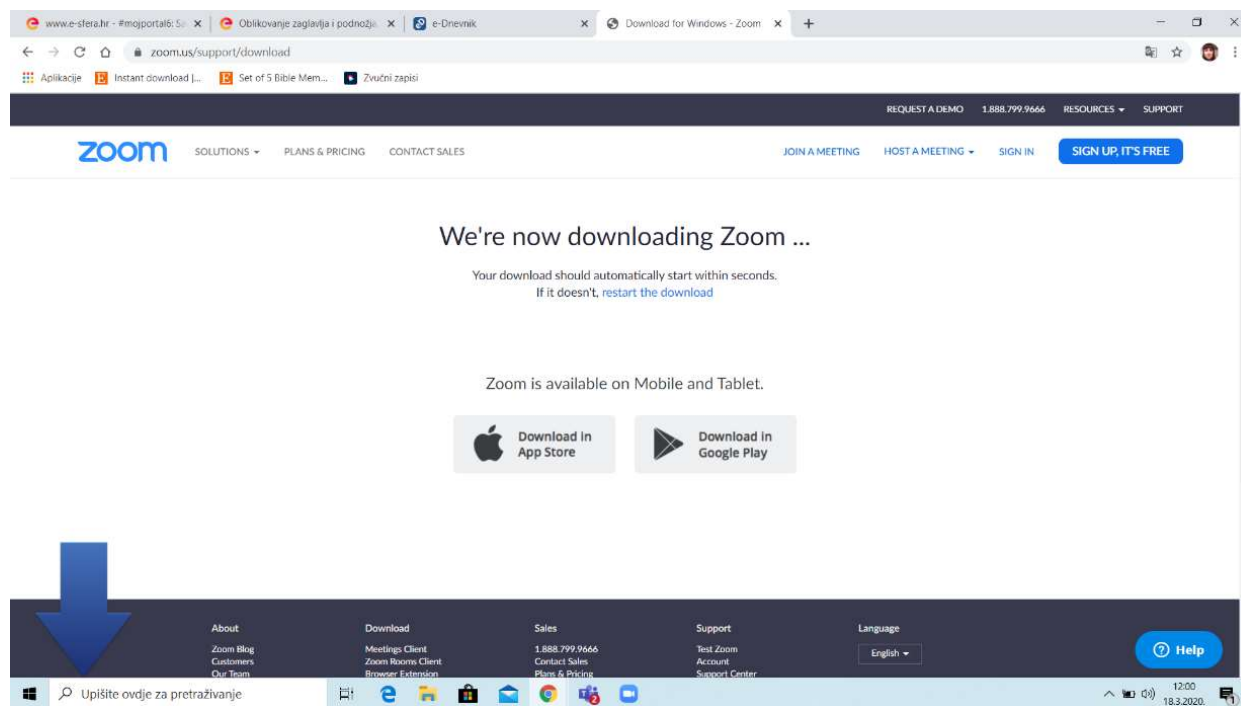 www.e-sfera.hr - #mojportal6: Sa
Oblikovanje zaglavlja i podnožja
e-Dnevnik
Download for Windows - Zoom
zoom.us/support/download
Aplikacije
Instant download |...
Set of 5 Bible Mem...
Zvučni zapisi
REQUEST A DEMO 1.888.799.9666 RESOURCES SUPPORT
zoom SOLUTIONS PLANS & PRICING CONTACT SALES JOIN A MEETING HOST A MEETING SIGN IN SIGN UP, IT'S FREE
We're now downloading Zoom ...
Your download should automatically start within seconds.
If it doesn't, restart the download
Zoom is available on Mobile and Tablet.
Download in
App Store
Download in
Google Play
About
Zoom Blog
Customers
Our Team
Download
Meetings Client
Zoom Rooms Client
Browser Extension
Sales
1.888.799.9666
Contact Sales
Plans & Pricing
Support
Test Zoom
Account
Support Center
Language
English
Help
Upišite ovdje za pretraživanje
12:00
18.3.2020.